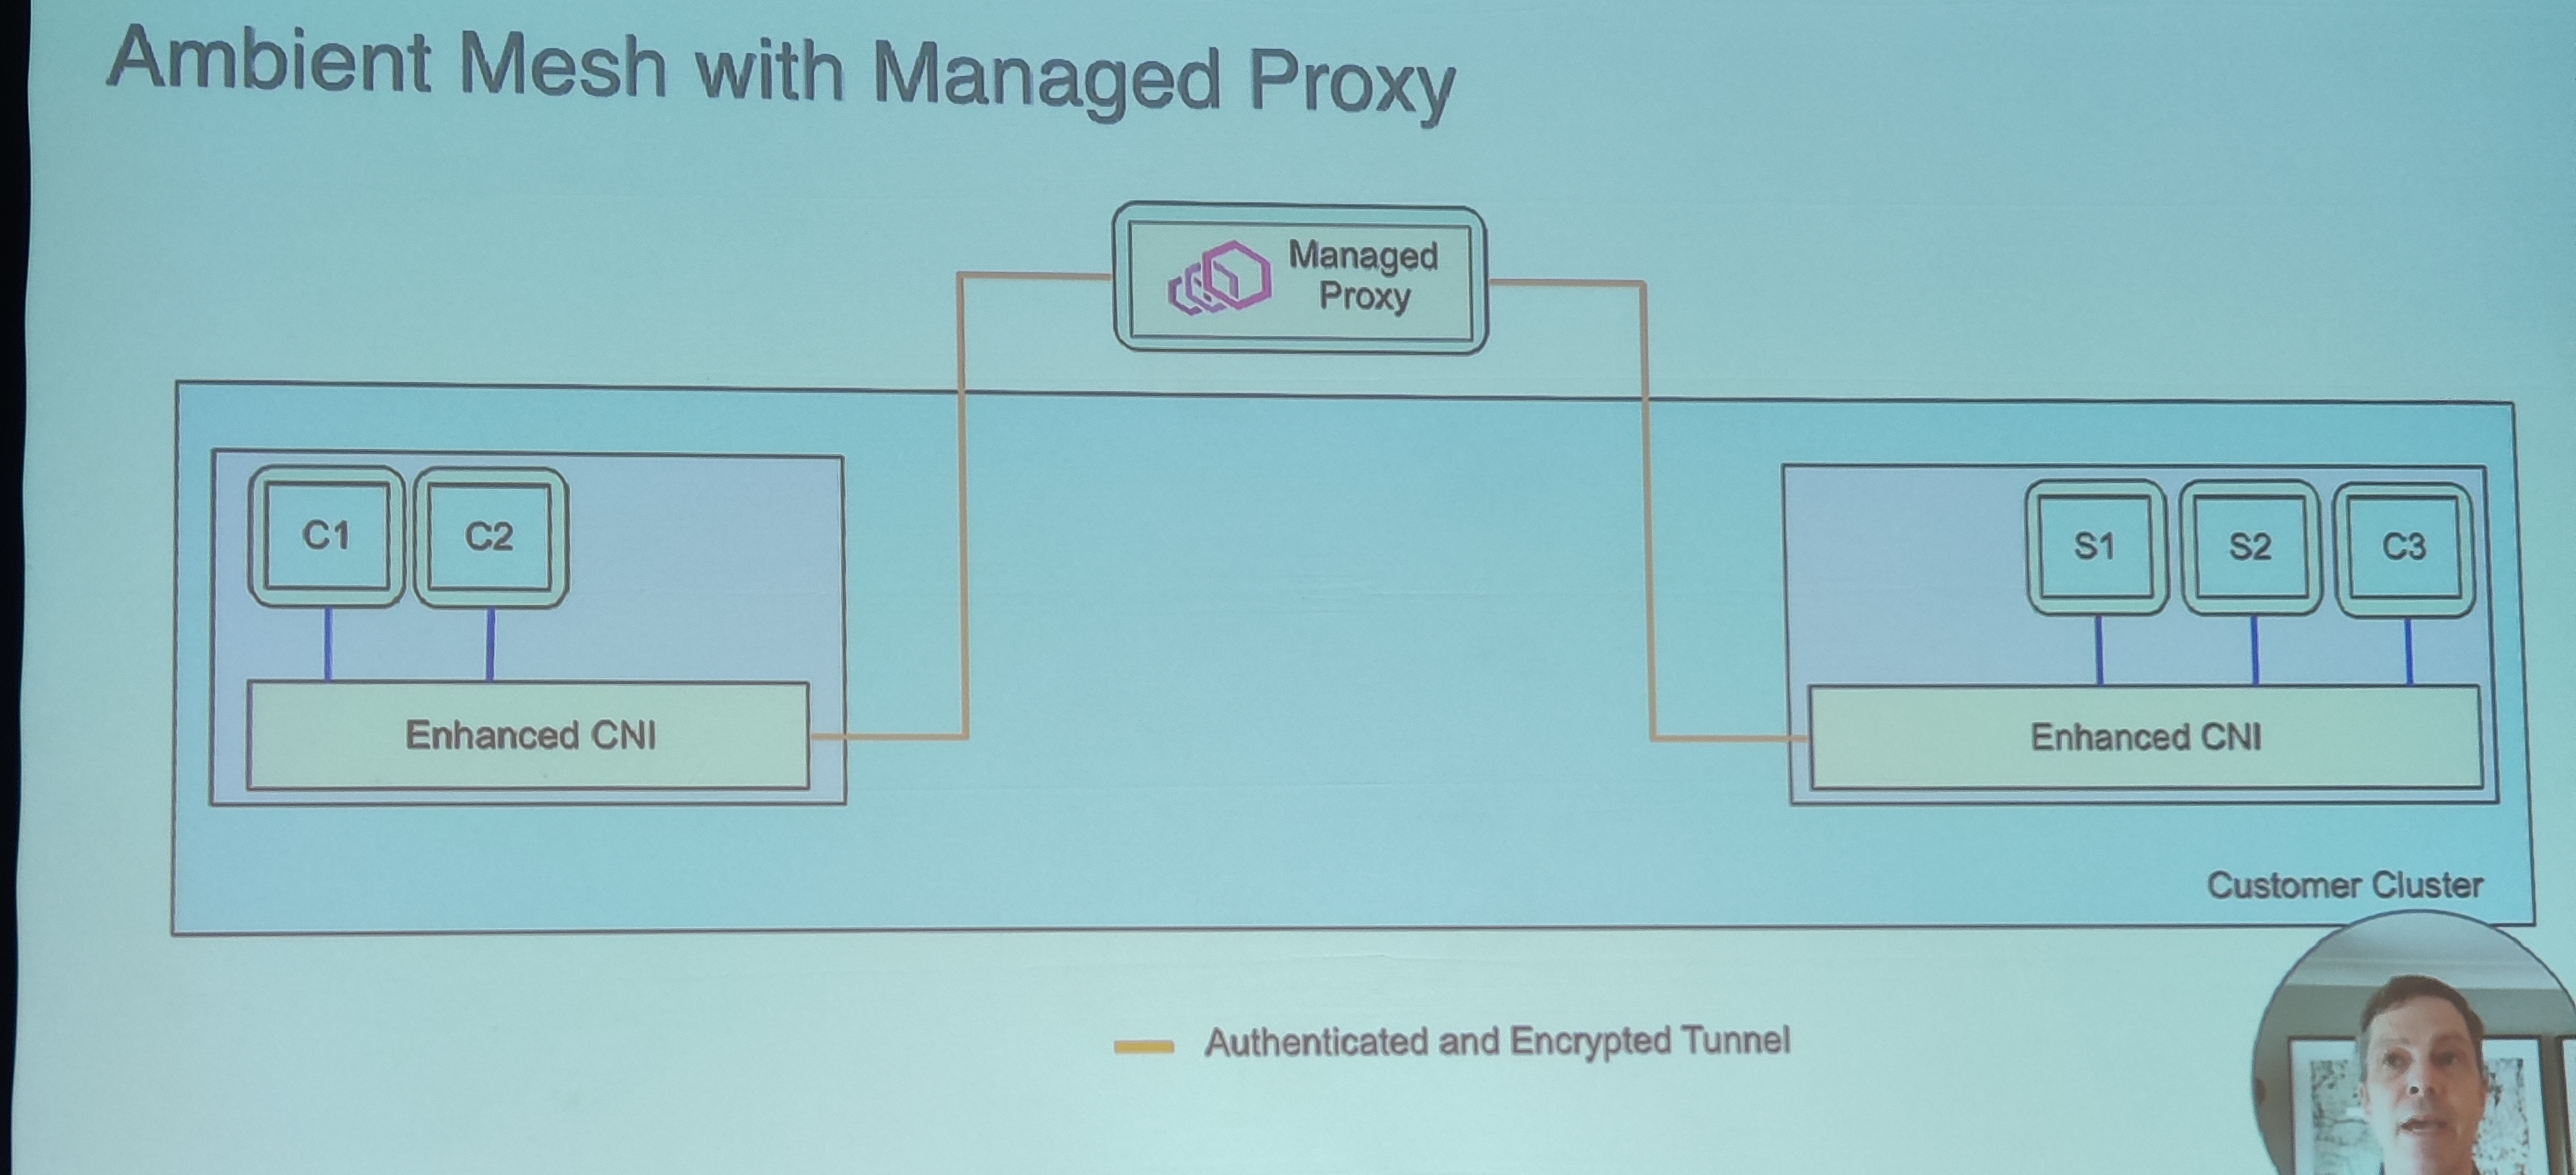 Ambient Mesh with Managed Proxy
Managed
Proxy
C1
C2
S1
S2
C3
Enhanced CNI
Enhanced CNI
Customer Cluster
Authenticated and Encrypted Tunnel